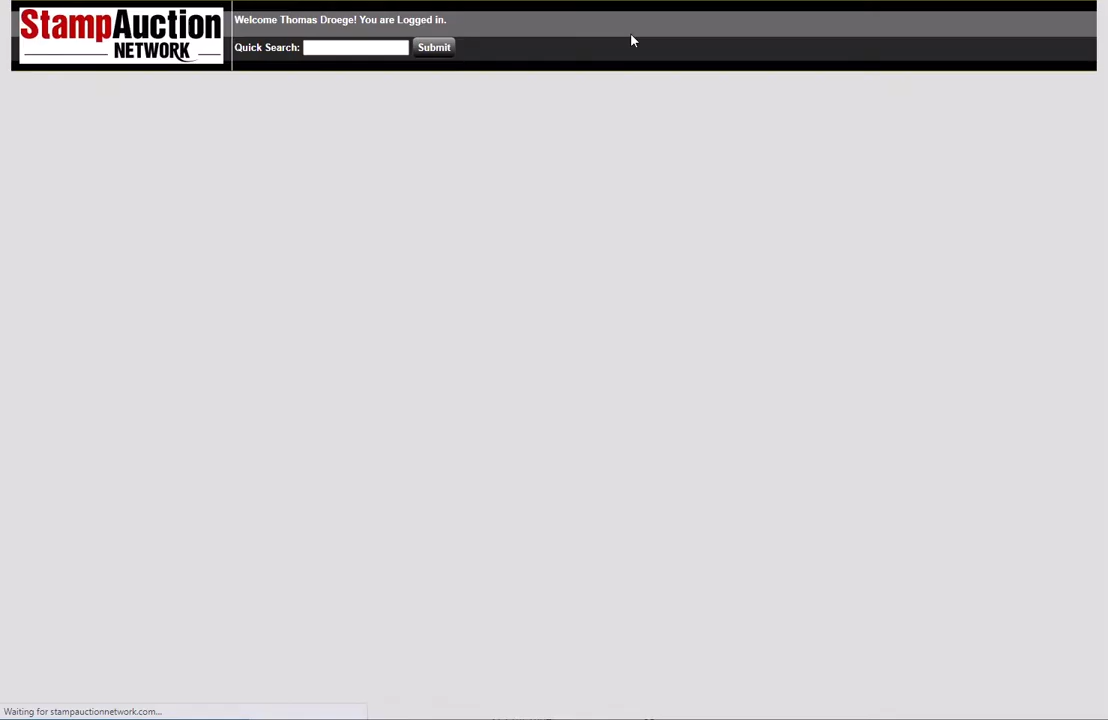 StampAuction
NETWORK
Welcome Thomas Droege! You are Logged in.
Quick Search: Submit
Waiting for stampauctionnetwork.com...